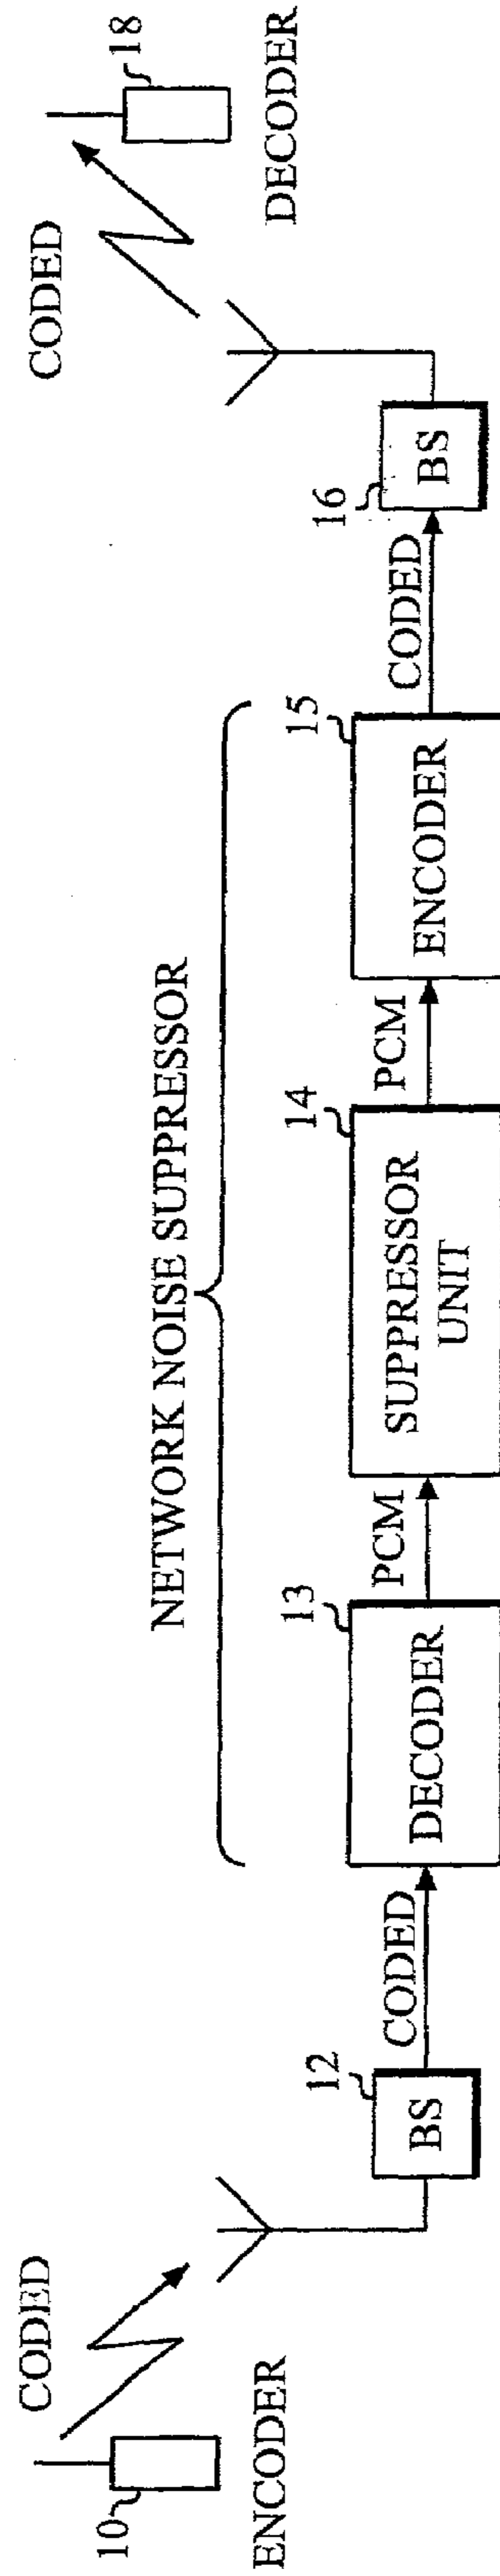 CODED
10
ENCODER
12
BS
CODED
NETWORK NOISE SUPPRESSOR
13
DECODER
PCM
14
SUPPRESSOR
UNIT
PCM
15
ENCODER
CODED
16
BS
CODED
18
DECODER